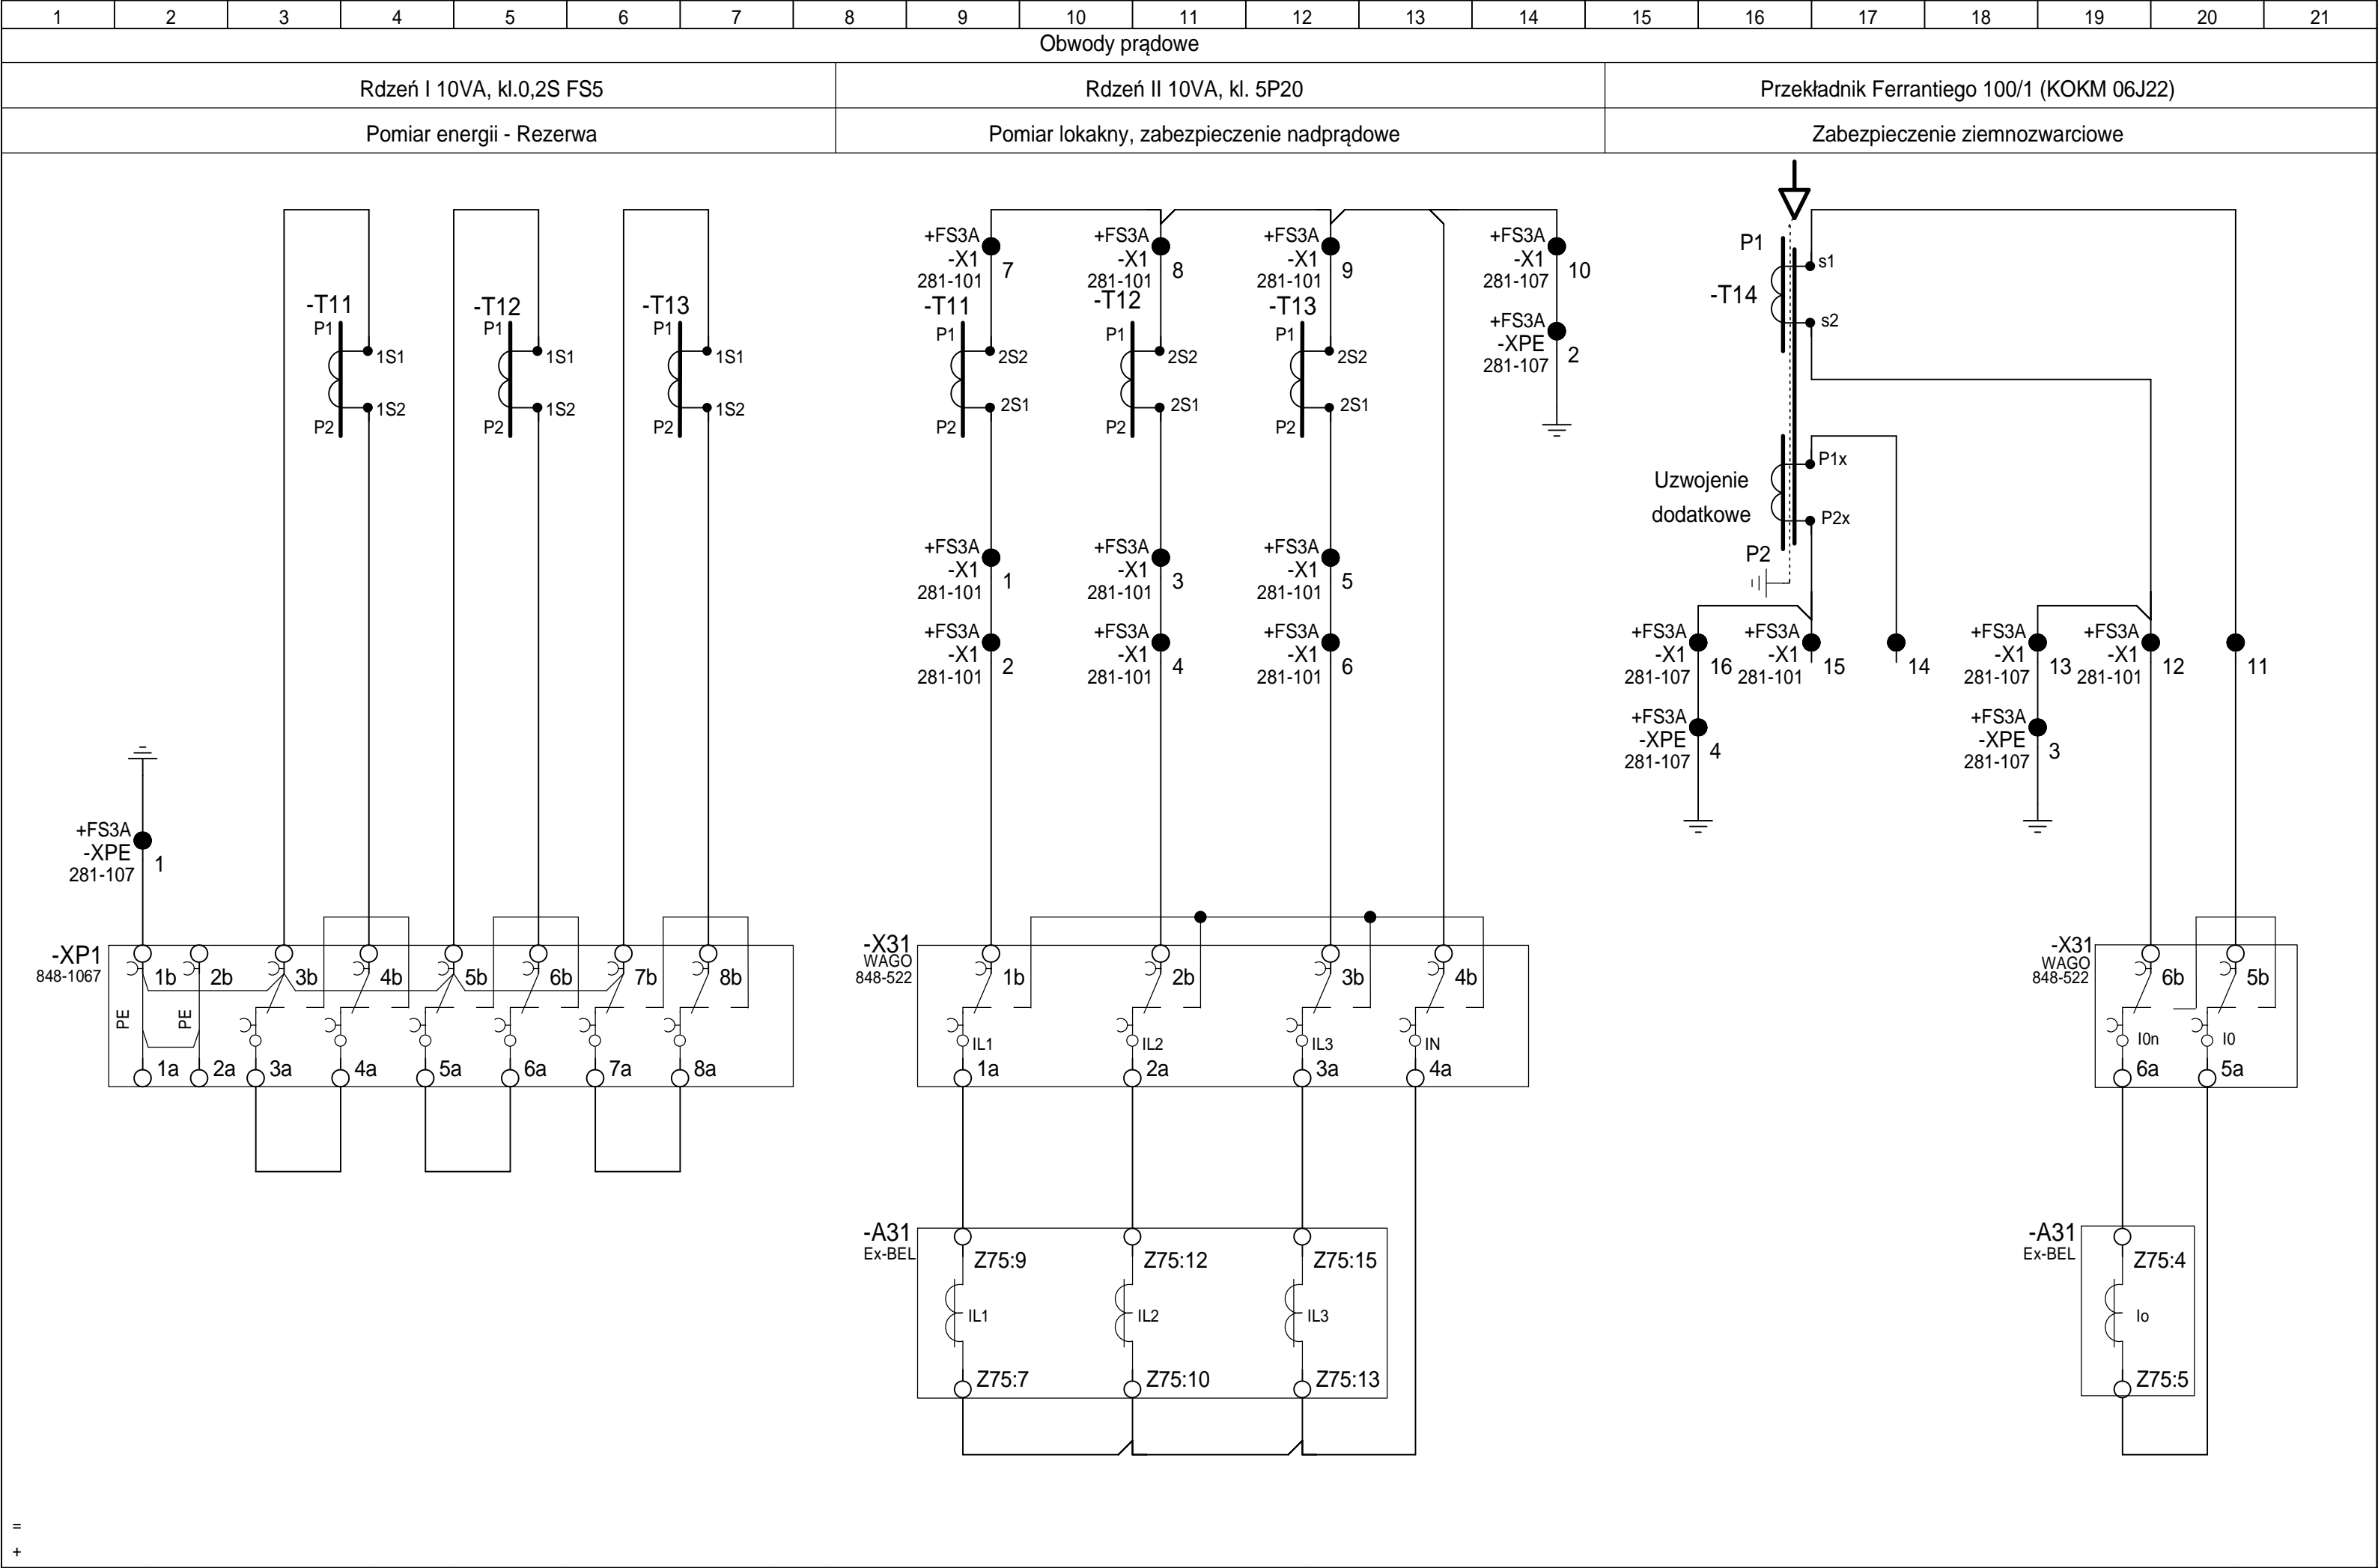 1 2 3 4 5 6 7 8 9 10 11 12 13 14 15 16 17 18 19 20 21
Obwody prądowe
Rdzeń I 10VA, kl.0,2S FS5
Rdzeń II 10VA, kl. 5P20
Przekładnik Ferrantiego 100/1 (KOKM 06J22)
Pomiar energii - Rezerwa
Pomiar lokakny, zabezpieczenie nadprądowe
Zabezpieczenie ziemnozwarciowe
-T11
P1
1S1
1S2
P2
-T12
P1
1S1
1S2
P2
-T13
P1
1S1
1S2
P2
+FS3A
-XPE
281-107
1
-XP1
848-1067
1b 2b 3b 4b 5b 6b 7b 8b
PE PE
1a 2a 3a 4a 5a 6a 7a 8a
+FS3A
-X1
281-101
7
+FS3A
-X1
281-101
8
+FS3A
-X1
281-101
9
+FS3A
-X1
281-107
10
+FS3A
-XPE
281-107
2
-T11
P1
2S2
2S1
P2
-T12
P1
2S2
2S1
P2
-T13
P1
2S2
2S1
P2
+FS3A
-X1
281-101
1
+FS3A
-X1
281-101
3
+FS3A
-X1
281-101
5
+FS3A
-X1
281-101
2
+FS3A
-X1
281-101
4
+FS3A
-X1
281-101
6
-X31
WAGO
848-522
1b 2b 3b 4b
IL1 IL2 IL3 IN
1a 2a 3a 4a
-A31
Ex-BEL
Z75:9 Z75:12 Z75:15
IL1 IL2 IL3
Z75:7 Z75:10 Z75:13
P1
s1
-T14
s2
P1x
Uzwojenie
dodatkowe
P2x
P2
+FS3A
-X1
281-107
16
+FS3A
-X1
281-101
15
14
+FS3A
-X1
281-107
13
+FS3A
-X1
281-101
12
11
+FS3A
-XPE
281-107
4
+FS3A
-XPE
281-107
3
-X31
WAGO
848-522
6b 5b
I0n I0
6a 5a
-A31
Ex-BEL
Z75:4
Io
Z75:5
=
+